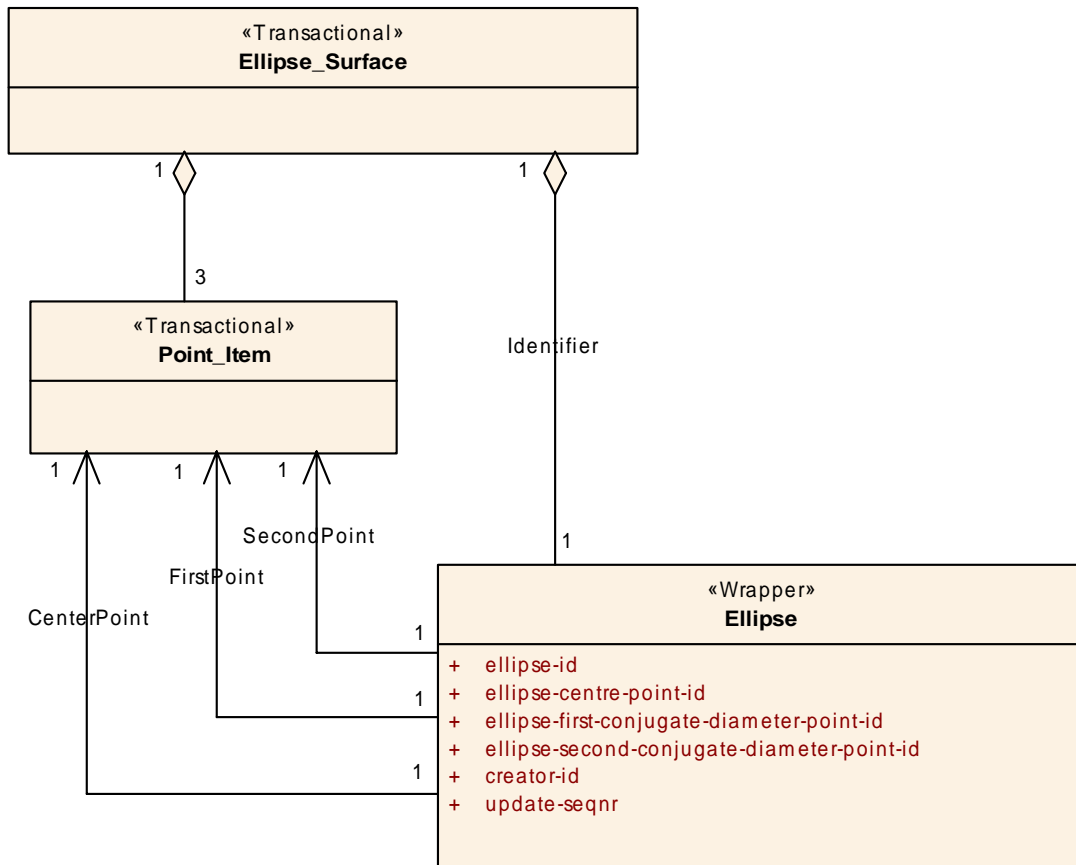 «Transactional»
Ellipse_Surface
1
1
3
«Transactional»
Point_Item
Identifier
1
1
1
SecondPoint
FirstPoint
CenterPoint
1
«Wrapper»
Ellipse
1
+ ellipse-id
+ ellipse-centre-point-id
1
+ ellipse-first-conjugate-diameter-point-id
+ ellipse-second-conjugate-diameter-point-id
1
+ creator-id
+ update-seqnr